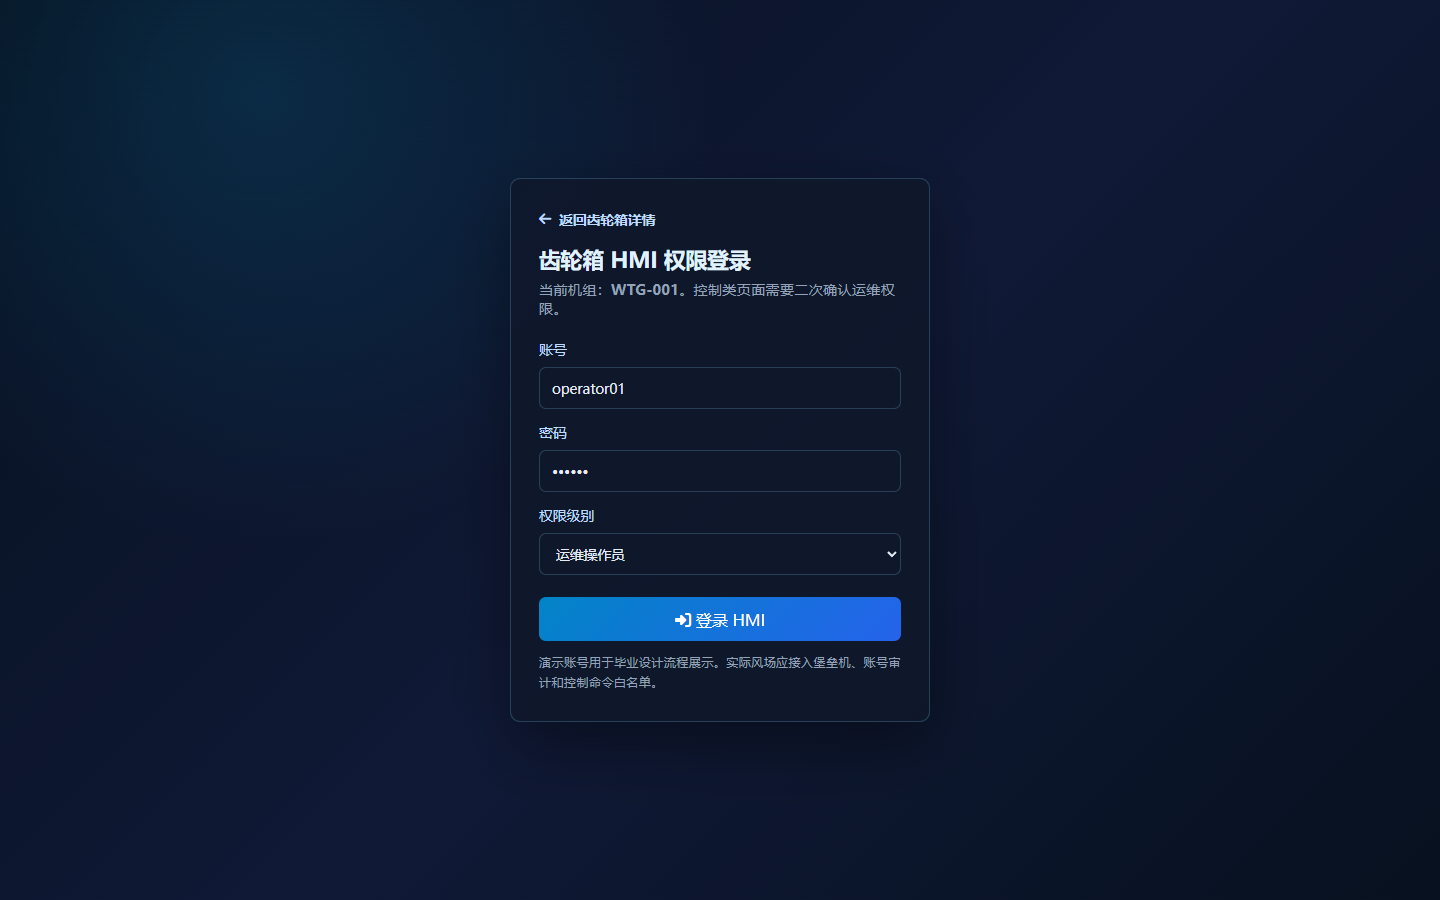 返回齿轮箱详情
齿轮箱 HMI 权限登录
当前机组：WTG-001。控制类页面需要二次确认运维权
限。
账号
operator01
密码
••••••
权限级别
运维操作员
登录 HMI
演示账号用于毕业设计流程展示。实际风场应接入堡垒机、账号审
计和控制命令白名单。